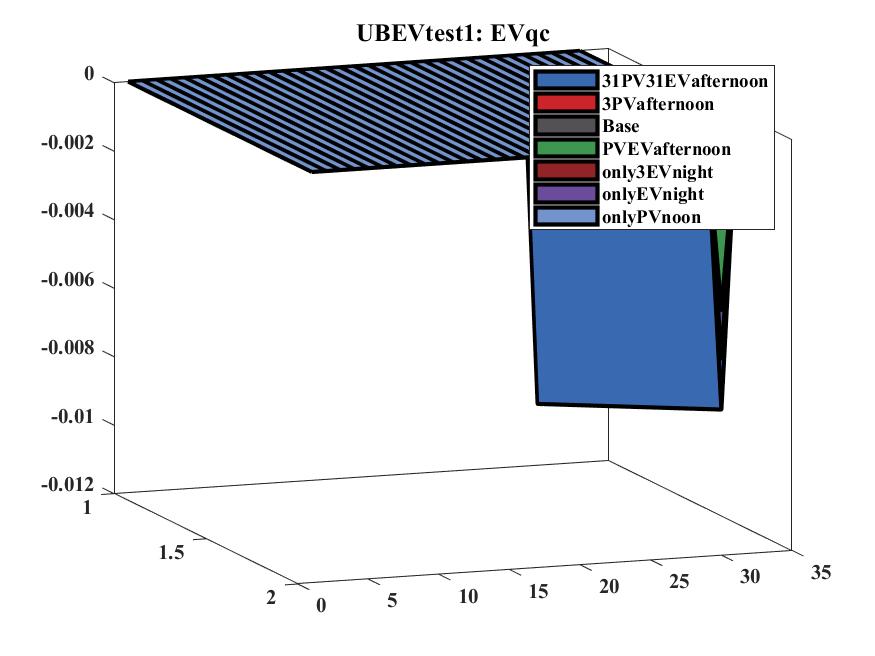 UBEVtest1: EVqc
31PV31EVafternoon
3PVafternoon
Base
PVEVafternoon
only3EVnight
onlyEVnight
onlyPVnoon
0
-0.002
-0.004
-0.006
-0.008
-0.01
-0.012
1
1.5
2
0
5
10
15
20
25
30
35